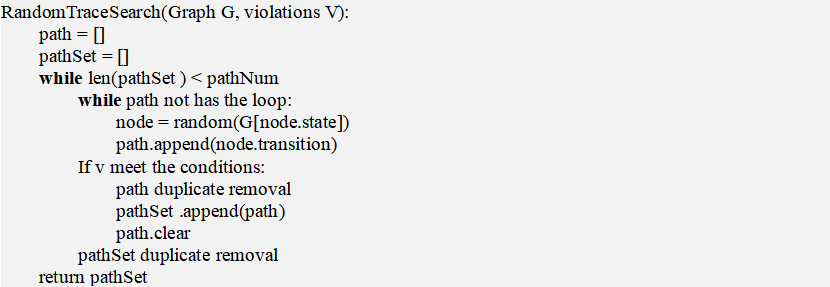 RandomTraceSearch(Graph G, violations V):
path = []
pathSet = []
while len(pathSet ) < pathNum
while path not has the loop:
node = random(G[node.state])
path.append(node.transition)
If v meet the conditions:
path duplicate removal
pathSet .append(path)
path.clear
pathSet duplicate removal
return pathSet